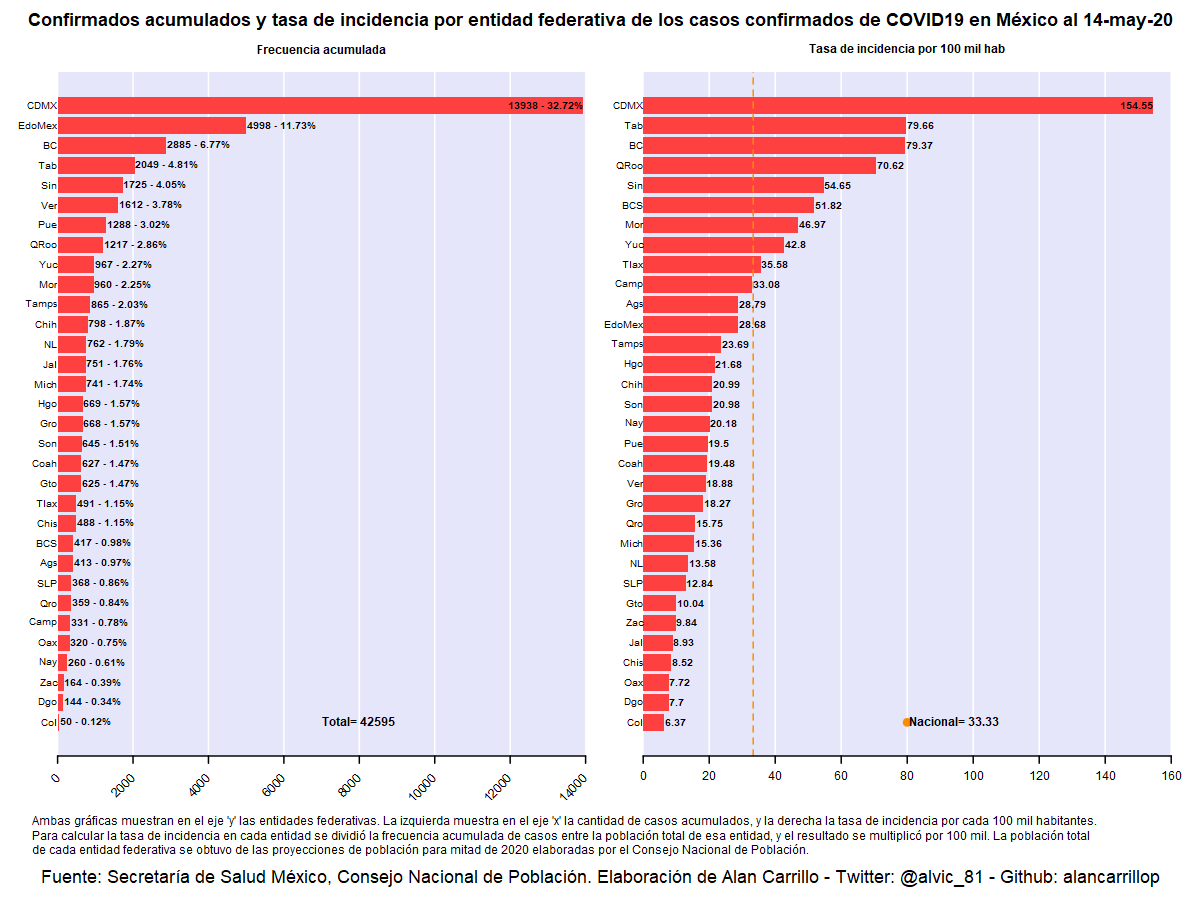 Confirmados acumulados y tasa de incidencia por entidad federativa de los casos confirmados de COVID19 en México al 14-may-20
Frecuencia acumulada
CDMX 13938 - 32.72%
EdoMex 4998 - 11.73%
BC 2885 - 6.77%
Tab 2049 - 4.81%
Sin 1725 - 4.05%
Ver 1612 - 3.78%
Pue 1288 - 3.02%
QRoo 1217 - 2.86%
Yuc 967 - 2.27%
Mor 960 - 2.25%
Tamps 865 - 2.03%
Chih 798 - 1.87%
NL 762 - 1.79%
Jal 751 - 1.76%
Mich 741 - 1.74%
Hgo 669 - 1.57%
Gro 668 - 1.57%
Son 645 - 1.51%
Coah 627 - 1.47%
Gto 625 - 1.47%
Tlax 491 - 1.15%
Chis 488 - 1.15%
BCS 417 - 0.98%
Ags 413 - 0.97%
SLP 368 - 0.86%
Qro 359 - 0.84%
Camp 331 - 0.78%
Oax 320 - 0.75%
Nay 260 - 0.61%
Zac 164 - 0.39%
Dgo 144 - 0.34%
Col 50 - 0.12%
Total= 42595
0 2000 4000 6000 8000 10000 12000 14000
Tasa de incidencia por 100 mil hab
CDMX 154.55
Tab 79.66
BC 79.37
QRoo 70.62
Sin 54.65
BCS 51.82
Mor 46.97
Yuc 42.8
Tlax 35.58
Camp 33.08
Ags 28.79
EdoMex 28.68
Tamps 23.69
Hgo 21.68
Chih 20.99
Son 20.98
Nay 20.18
Pue 19.5
Coah 19.48
Ver 18.88
Gro 18.27
Qro 15.75
Mich 15.36
NL 13.58
SLP 12.84
Gto 10.04
Zac 9.84
Jal 8.93
Chis 8.52
Oax 7.72
Dgo 7.7
Col 6.37
Nacional= 33.33
0 20 40 60 80 100 120 140 160
Ambas gráficas muestran en el eje 'y' las entidades federativas. La izquierda muestra en el eje 'x' la cantidad de casos acumulados, y la derecha la tasa de incidencia por cada 100 mil habitantes.
Para calcular la tasa de incidencia en cada entidad se dividió la frecuencia acumulada de casos entre la población total de esa entidad, y el resultado se multiplicó por 100 mil. La población total
de cada entidad federativa se obtuvo de las proyecciones de población para mitad de 2020 elaboradas por el Consejo Nacional de Población.
Fuente: Secretaría de Salud México, Consejo Nacional de Población. Elaboración de Alan Carrillo - Twitter: @alvic_81 - Github: alancarrillop